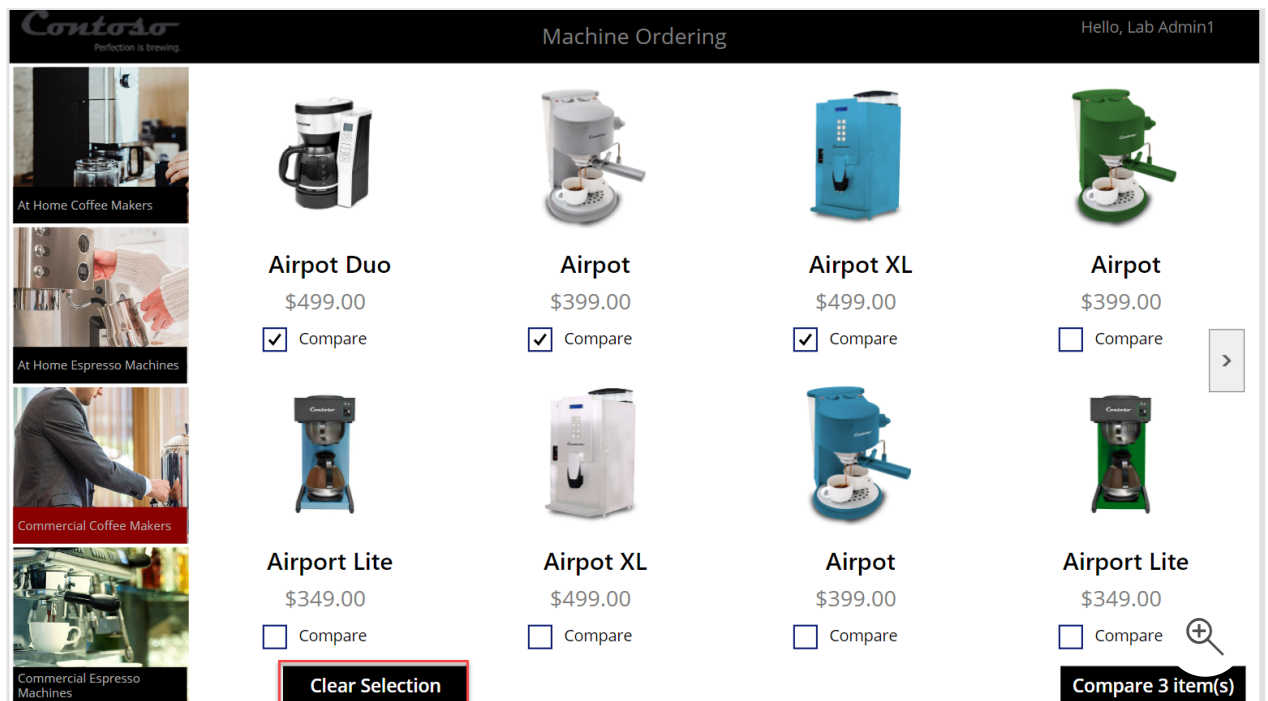 Contoso
Perfection is brewing.
Machine Ordering
Hello, Lab Admin1
At Home Coffee Makers
At Home Espresso Machines
Commercial Coffee Makers
Commercial Espresso
Machines
Airpot Duo
$499.00
Compare
Airpot
$399.00
Compare
Airpot XL
$499.00
Compare
Airpot
$399.00
Compare
Airport Lite
$349.00
Compare
Airpot XL
$499.00
Compare
Airpot
$399.00
Compare
Airport Lite
$349.00
Compare
Clear Selection
Compare 3 item(s)